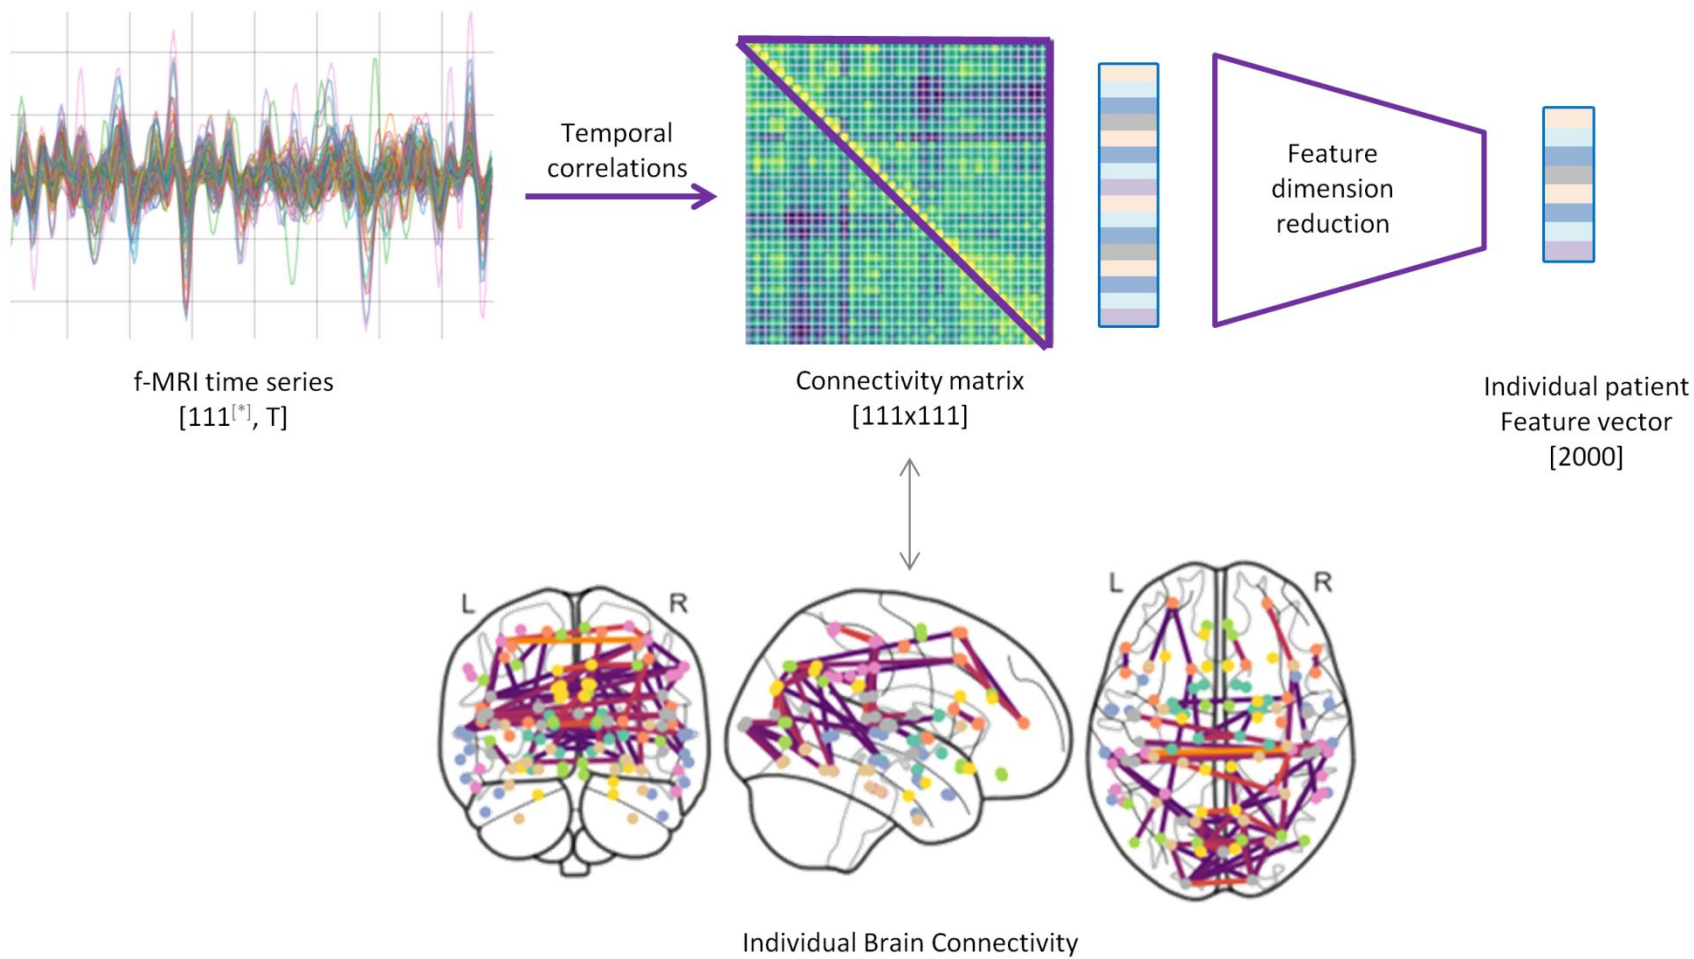 Temporal
correlations
Feature
dimension
reduction
f-MRI time series
[111[*], T]
Connectivity matrix
[111x111]
Individual patient
Feature vector
[2000]
L
R
L
R
Individual Brain Connectivity